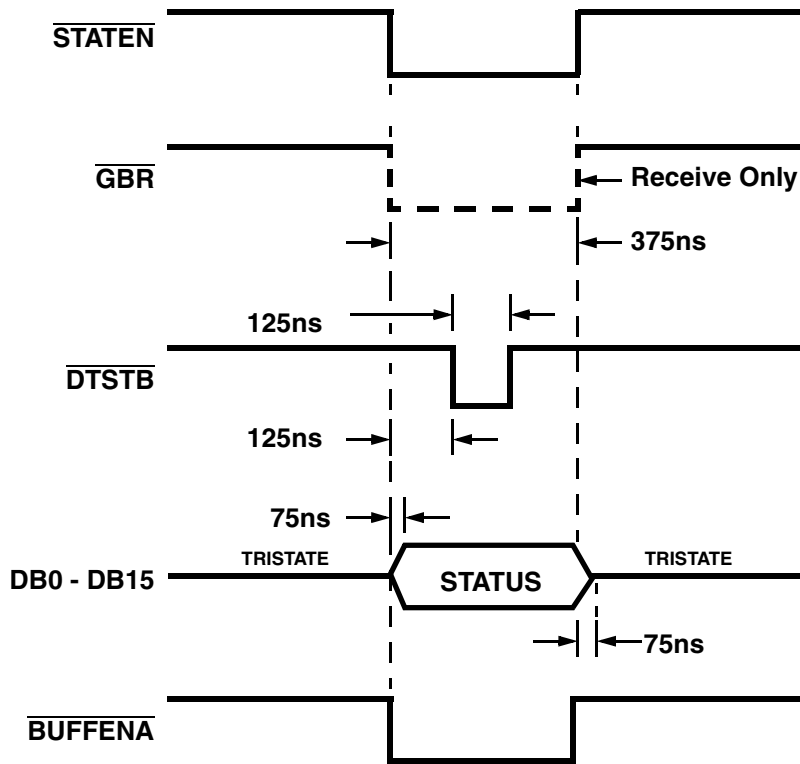 STATEN
GBR
Receive Only
375ns
125ns
DTSTB
125ns
75ns
TRISTATE
TRISTATE
DB0 - DB15
STATUS
75ns
BUFFENA